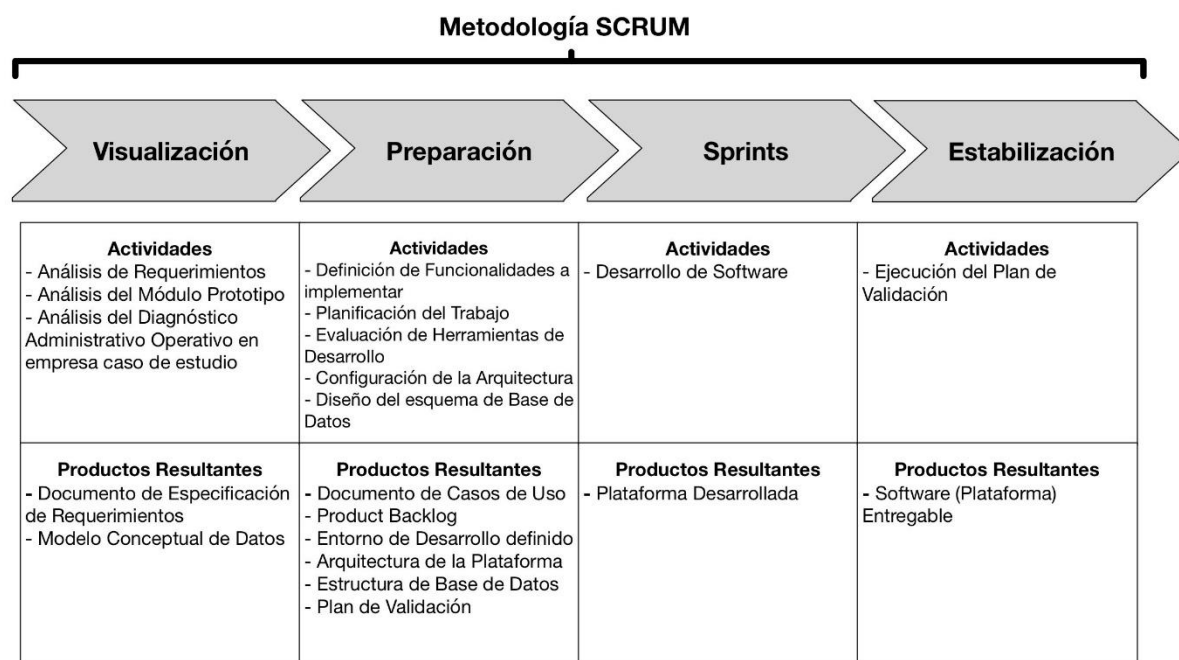 Metodología SCRUM
Visualización
Preparación
Sprints
Estabilización
Actividades
- Análisis de Requerimientos
- Análisis del Módulo Prototipo
- Análisis del Diagnóstico
Administrativo Operativo en
empresa caso de estudio
Actividades
- Definición de Funcionalidades a
implementar
- Planificación del Trabajo
- Evaluación de Herramientas de
Desarrollo
- Configuración de la Arquitectura
- Diseño del esquema de Base de
Datos
Actividades
- Desarrollo de Software
Actividades
- Ejecución del Plan de
Validación
Productos Resultantes
- Documento de Especificación
de Requerimientos
- Modelo Conceptual de Datos
Productos Resultantes
- Documento de Casos de Uso
- Product Backlog
- Entorno de Desarrollo definido
- Arquitectura de la Plataforma
- Estructura de Base de Datos
- Plan de Validación
Productos Resultantes
- Plataforma Desarrollada
Productos Resultantes
- Software (Plataforma)
Entregable